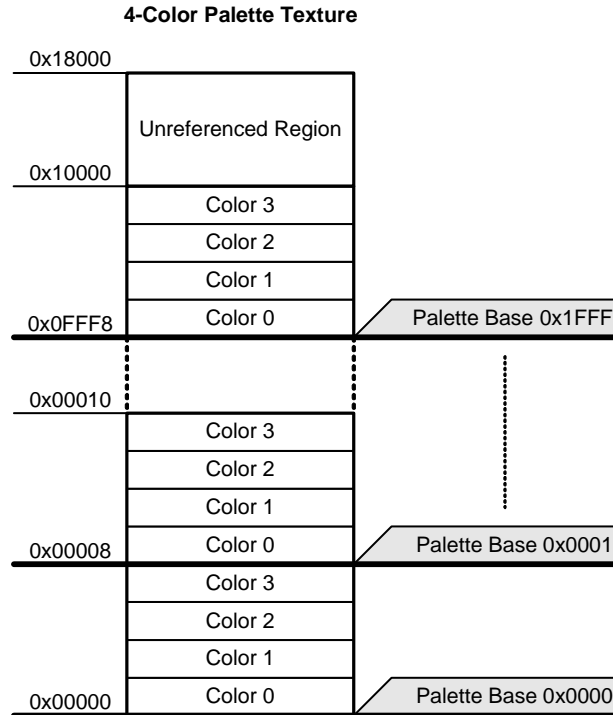 4-Color Palette Texture
0x18000
Unreferenced Region
0x10000
Color 3
Color 2
Color 1
Color 0
0x0FFF8
Palette Base 0x1FFF
0x00010
Color 3
Color 2
Color 1
Color 0
0x00008
Palette Base 0x0001
Color 3
Color 2
Color 1
Color 0
0x00000
Palette Base 0x0000